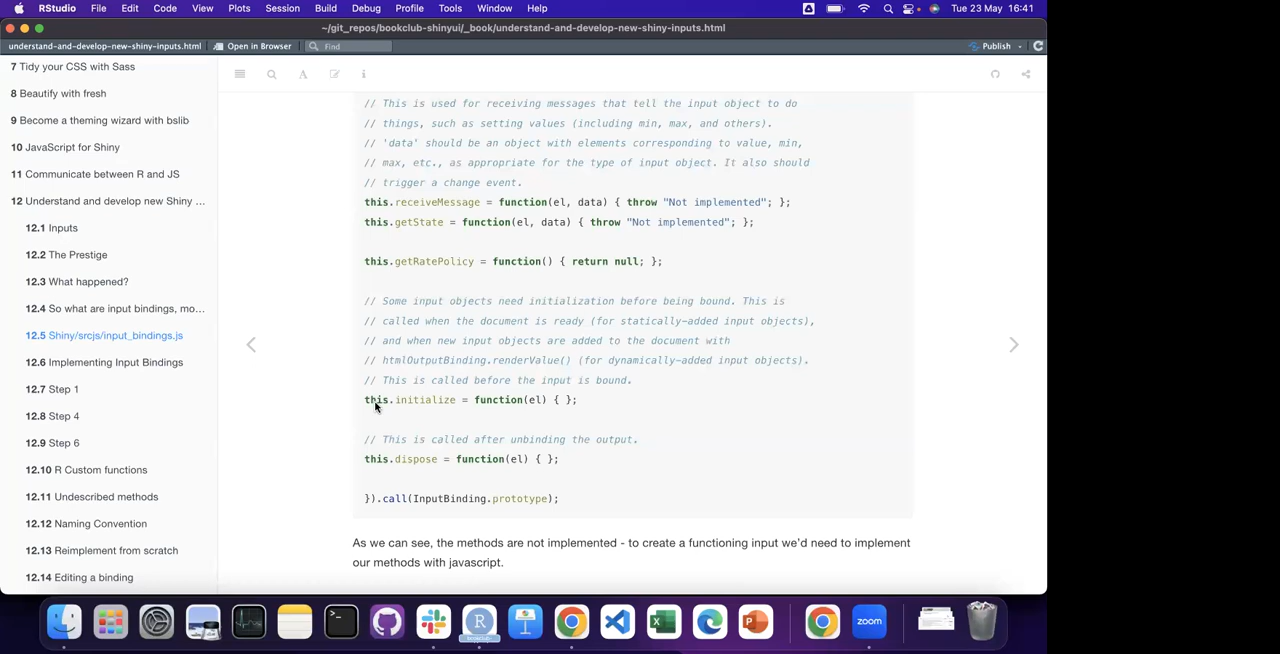 RStudio File Edit Code View Plots Session Build Debug Profile Tools Window Help Tue 23 May 16:41
~/git_repos/bookclub-shinyui/_book/understand-and-develop-new-shiny-inputs.html
understand-and-develop-new-shiny-inputs.html Open in Browser Find Publish
7 Tidy your CSS with Sass
8 Beautify with fresh
9 Become a theming wizard with bslib
10 JavaScript for Shiny
11 Communicate between R and JS
12 Understand and develop new Shiny ...
12.1 Inputs
12.2 The Prestige
12.3 What happened?
12.4 So what are input bindings, mo...
12.5 Shiny/srcjs/input_bindings.js
12.6 Implementing Input Bindings
12.7 Step 1
12.8 Step 4
12.9 Step 6
12.10 R Custom functions
12.11 Undescribed methods
12.12 Naming Convention
12.13 Reimplement from scratch
12.14 Editing a binding
// This is used for receiving messages that tell the input object to do
// things, such as setting values (including min, max, and others).
// 'data' should be an object with elements corresponding to value, min,
// max, etc., as appropriate for the type of input object. It also should
// trigger a change event.
this.receiveMessage = function(el, data) { throw "Not implemented"; };
this.getState = function(el, data) { throw "Not implemented"; };
this.getRatePolicy = function() { return null; };
// Some input objects need initialization before being bound. This is
// called when the document is ready (for statically-added input objects),
// and when new input objects are added to the document with
// htmlOutputBinding.renderValue() (for dynamically-added input objects).
// This is called before the input is bound.
this.initialize = function(el) { };
// This is called after unbinding the output.
this.dispose = function(el) { };
}).call(InputBinding.prototype);
As we can see, the methods are not implemented - to create a functioning input we'd need to implement
our methods with javascript.
zoom